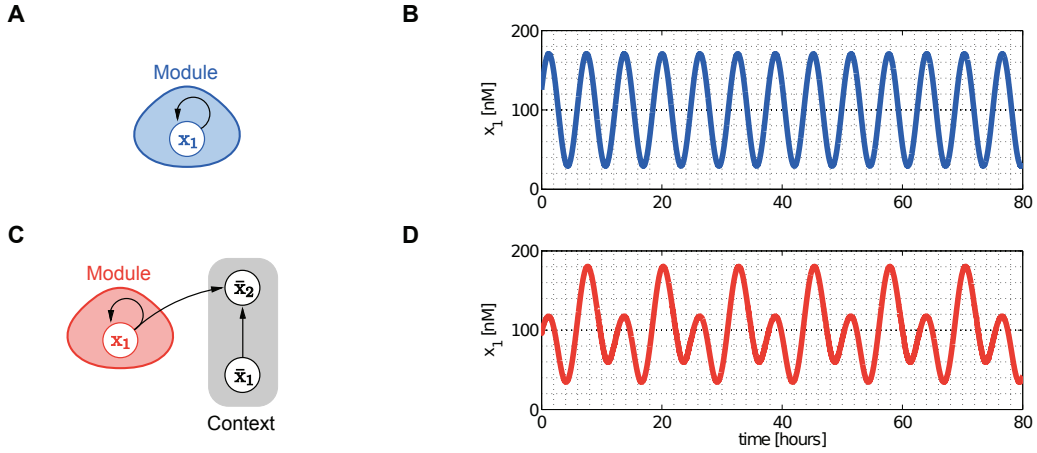 A
Module
x₁
B
200
100
0
x₁ [nM]
0
20
40
60
80
C
Module
x₁
x̄₂
x̄₁
Context
D
200
100
0
x₁ [nM]
0
20
40
60
80
time [hours]